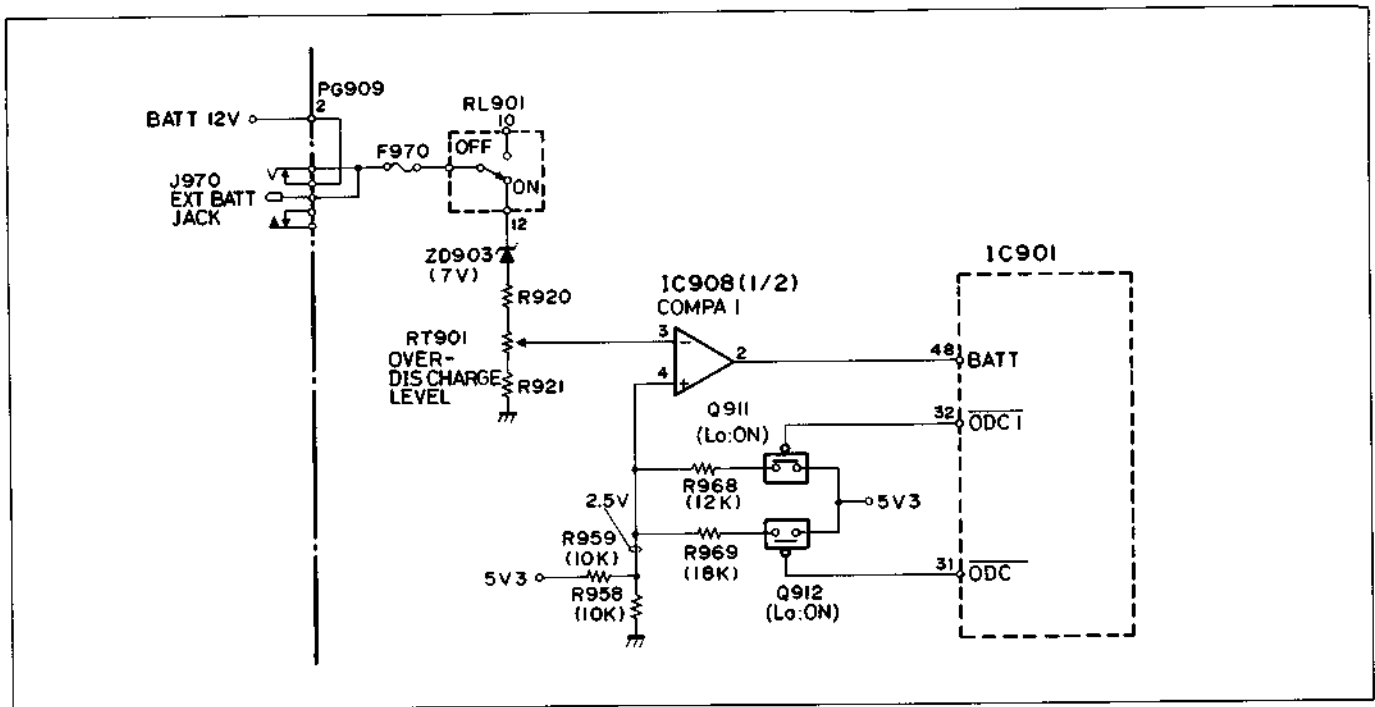 PG909
2
BATT 12V
RL901
10
F970
OFF
ON
J970
EXT BATT
JACK
12
ZD903
(7V)
R920
IC908(1/2)
COMPA 1
IC901
RT901
OVER-
DISCHARGE
LEVEL
3
2
48
BATT
R921
4
Q911
(Lo:ON)
32
ODC1
R968
(12K)
5V3
2.5V
R959
(10K)
R969
(18K)
31
ODC
5V3
R958
(10K)
Q912
(Lo:ON)